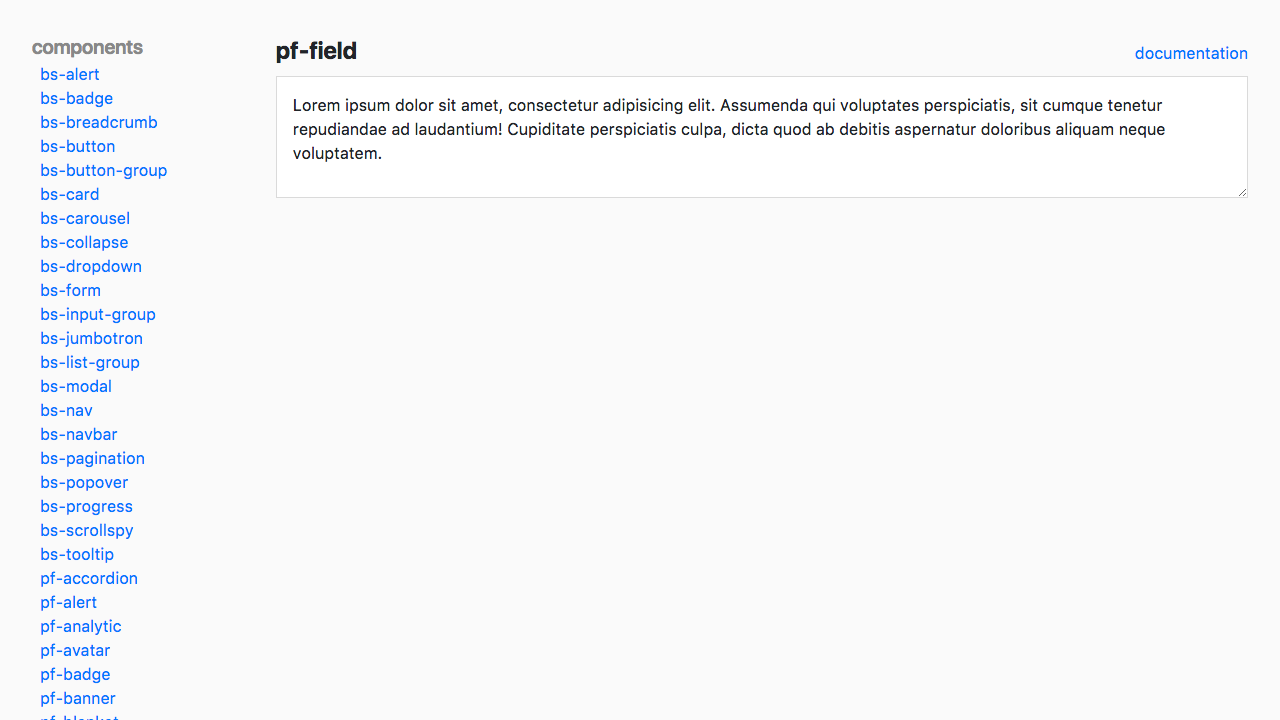 components
bs-alert
bs-badge
bs-breadcrumb
bs-button
bs-button-group
bs-card
bs-carousel
bs-collapse
bs-dropdown
bs-form
bs-input-group
bs-jumbotron
bs-list-group
bs-modal
bs-nav
bs-navbar
bs-pagination
bs-popover
bs-progress
bs-scrollspy
bs-tooltip
pf-accordion
pf-alert
pf-analytic
pf-avatar
pf-badge
pf-banner
pf-blanket
pf-field
documentation
Lorem ipsum dolor sit amet, consectetur adipisicing elit. Assumenda qui voluptates perspiciatis, sit cumque tenetur
repudiandae ad laudantium! Cupiditate perspiciatis culpa, dicta quod ab debitis aspernatur doloribus aliquam neque
voluptatem.